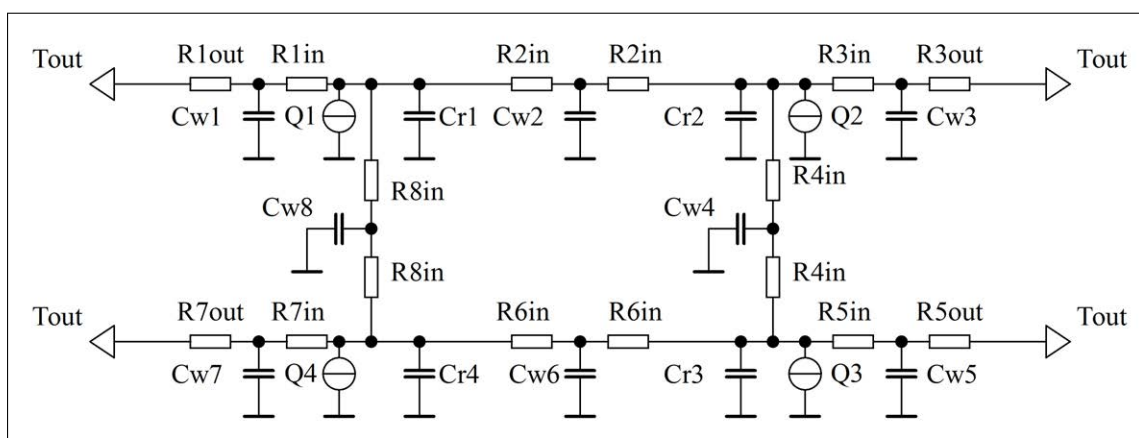 Tout R1out R1in R2in R2in R3in R3out Tout
Cw1 Q1 Cr1 Cw2 Cr2 Q2 Cw3
R8in R4in
Cw8 Cw4
R8in R4in
Tout R7out R7in R6in R6in R5in R5out Tout
Cw7 Q4 Cr4 Cw6 Cr3 Q3 Cw5